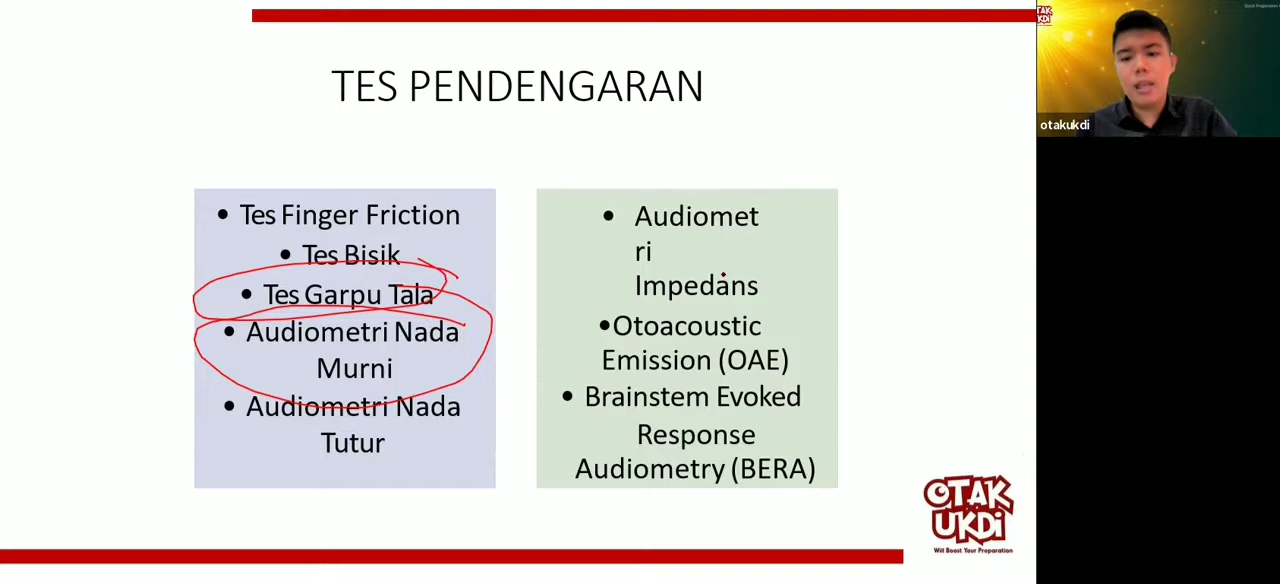 TES PENDENGARAN
• Tes Finger Friction
• Tes Bisik
• Tes Garpu Tala
• Audiometri Nada
Murni
• Audiometri Nada
Tutur
• Audiomet
ri
Impedans
•Otoacoustic
Emission (OAE)
• Brainstem Evoked
Response
Audiometry (BERA)
OTAK
UKDI
Will Boost Your Preparation
otakukdi